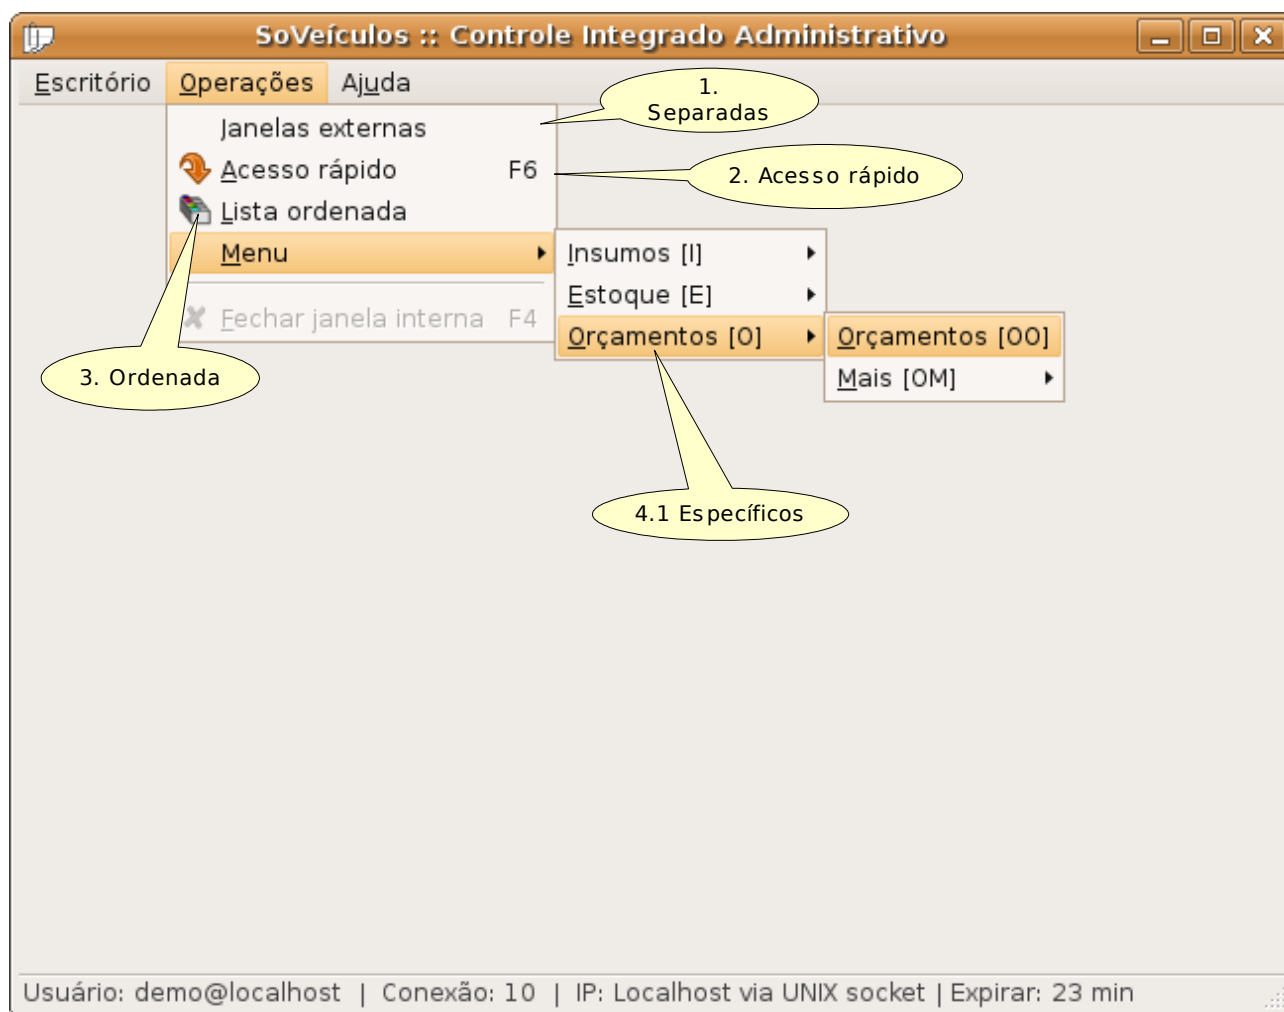 SoVeículos :: Controle Integrado Administrativo
Escritório Operações Ajuda
1.
Separadas
Janelas externas
Acesso rápido F6
2. Acesso rápido
Lista ordenada
Menu
Insumos [I]
Estoque [E]
Fechar janela interna F4
Orçamentos [O]
Orçamentos [OO]
Mais [OM]
3. Ordenada
4.1 Específicos
Usuário: demo@localhost | Conexão: 10 | IP: Localhost via UNIX socket | Expirar: 23 min